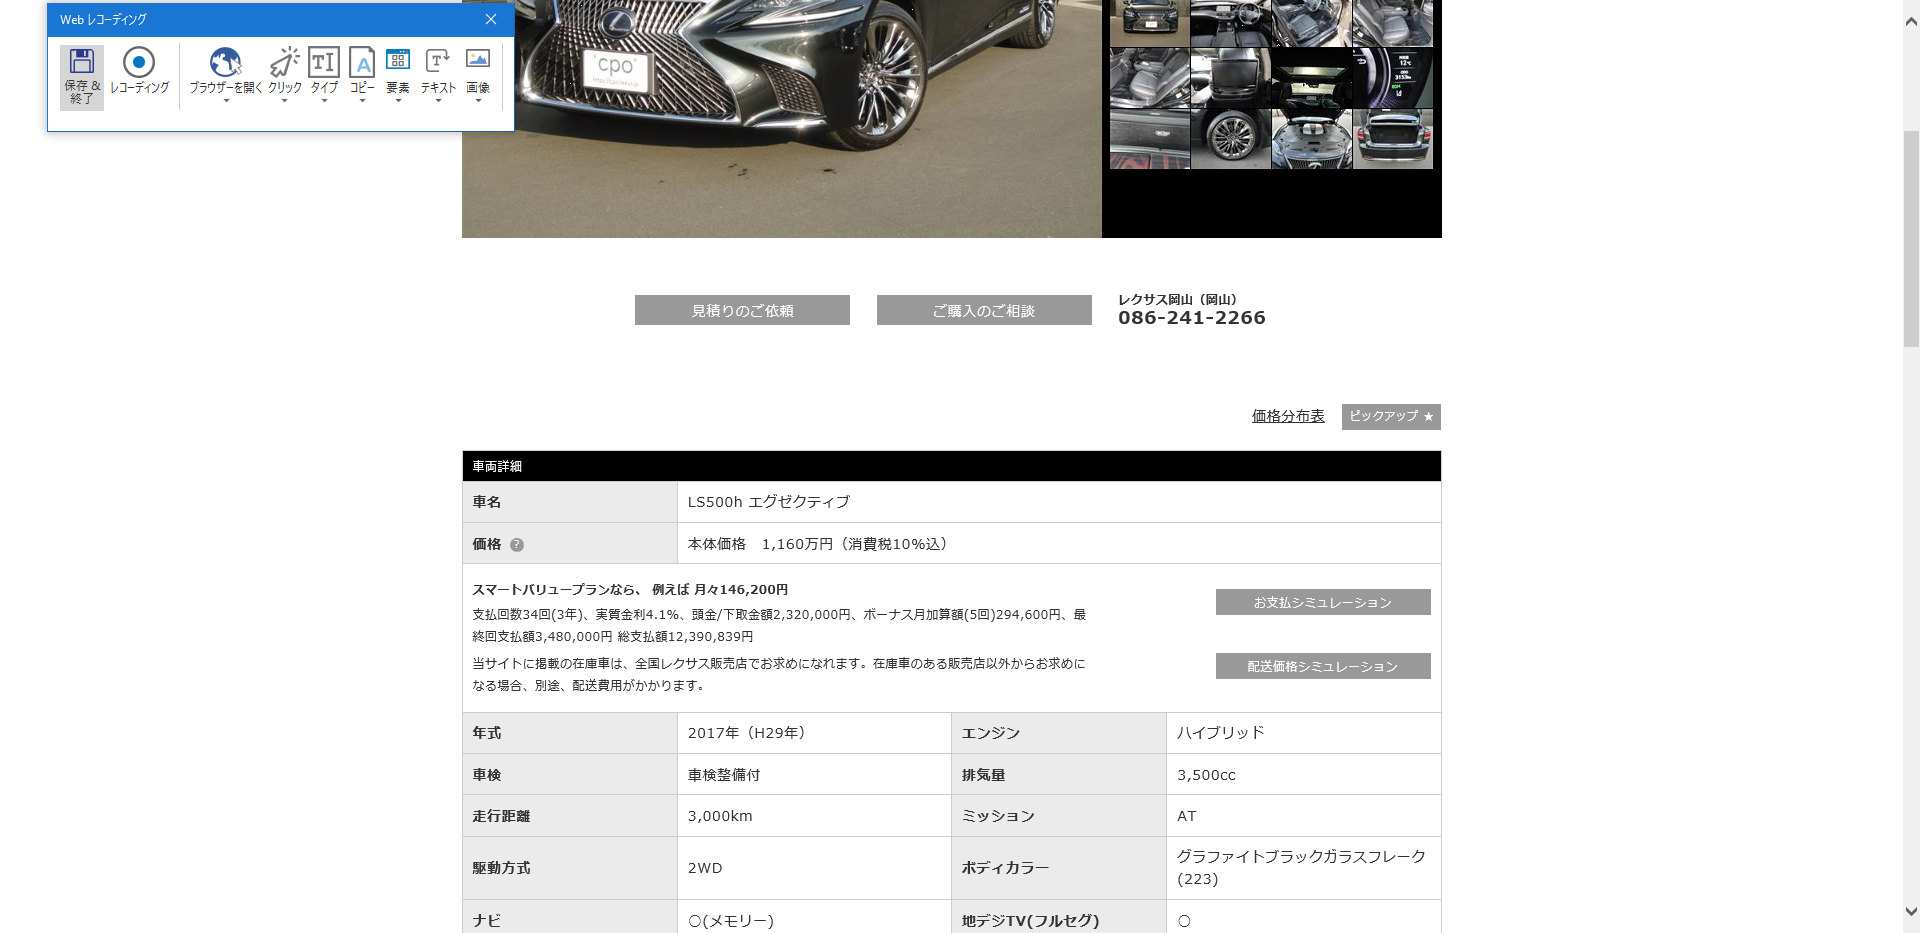 Web レコーディング
保存 & 終了
レコーディング
ブラウザーを開く
クリック
タイプ
コピー
要素
テキスト
画像
cpo
見積りのご依頼
ご購入のご相談
レクサス岡山（岡山）
086-241-2266
価格分布表
ピックアップ ★
車両詳細
車名 LS500h エグゼクティブ
価格 ? 本体価格　1,160万円（消費税10%込）
スマートバリュープランなら、 例えば 月々146,200円
支払回数34回(3年)、実質金利4.1%、頭金/下取金額2,320,000円、ボーナス月加算額(5回)294,600円、最
終回支払額3,480,000円 総支払額12,390,839円
お支払シミュレーション
当サイトに掲載の在庫車は、全国レクサス販売店でお求めになれます。在庫車のある販売店以外からお求めに
なる場合、別途、配送費用がかかります。
配送価格シミュレーション
年式 2017年（H29年） エンジン ハイブリッド
車検 車検整備付 排気量 3,500cc
走行距離 3,000km ミッション AT
駆動方式 2WD ボディカラー グラファイトブラックガラスフレーク
(223)
ナビ ○(メモリー) 地デジTV(フルセグ) ○